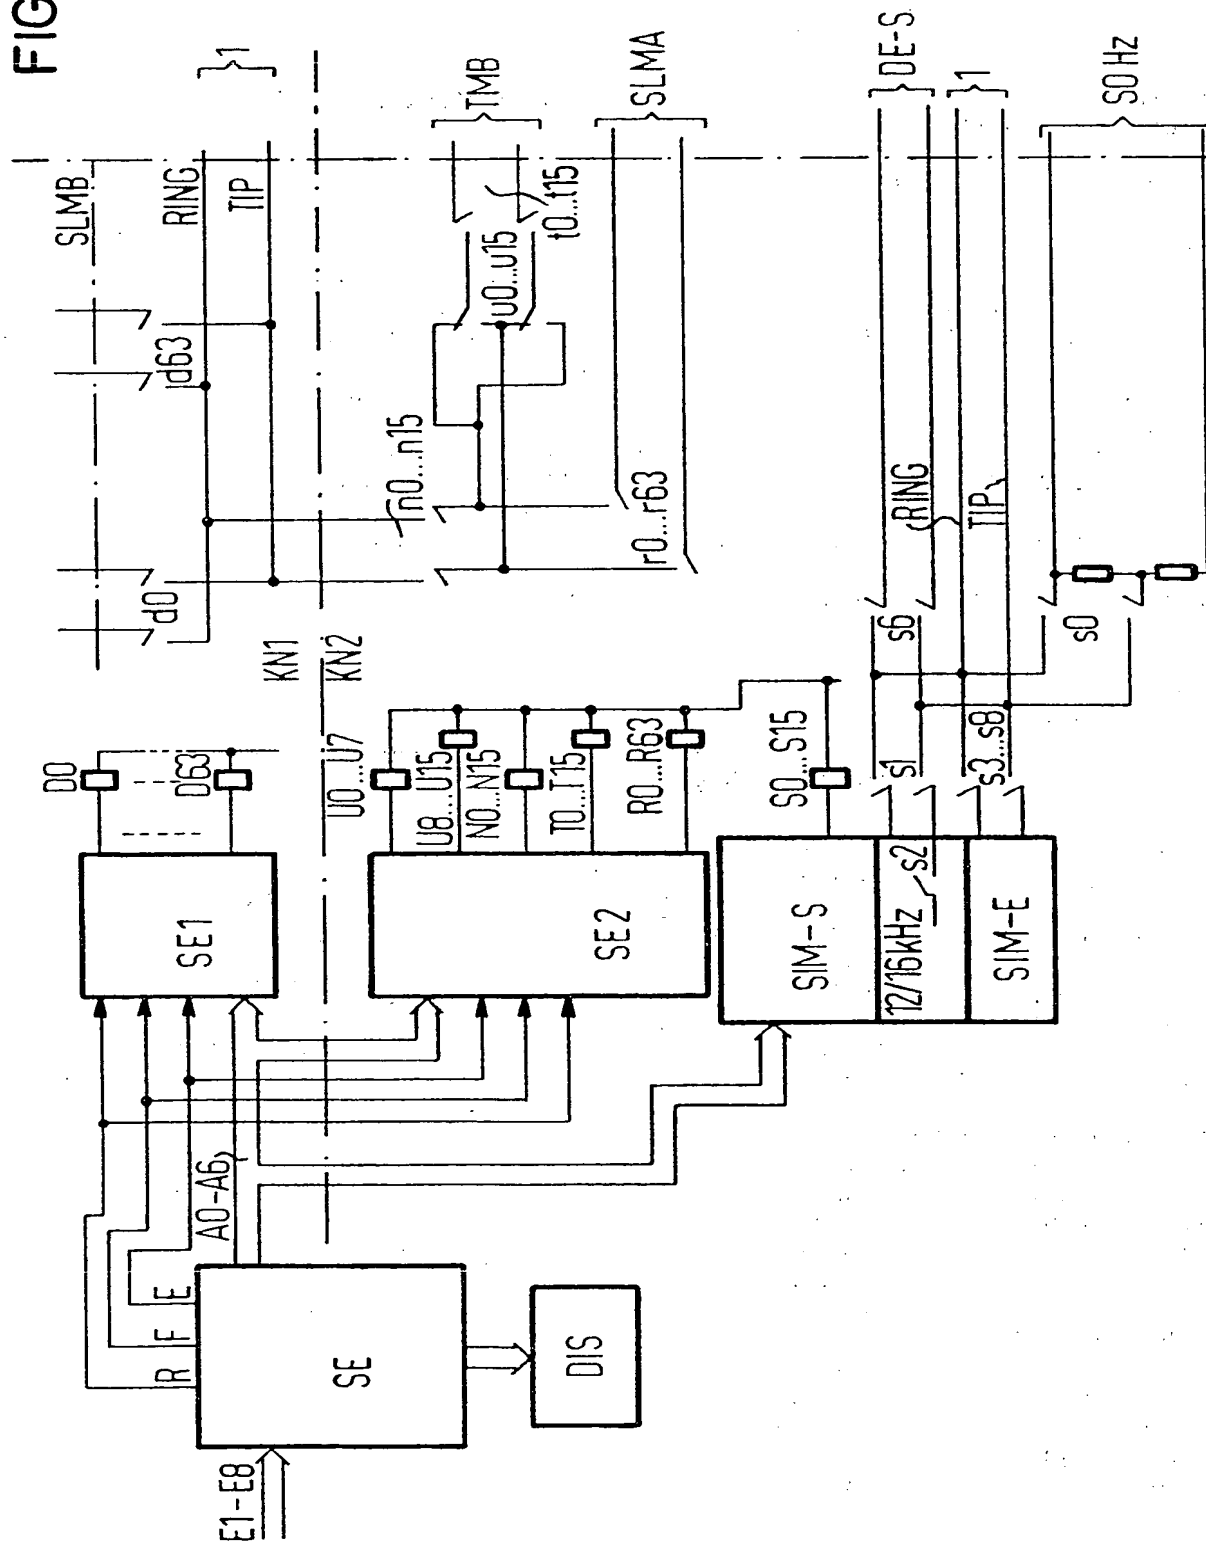 FIG
SLMB
RING
TIP
}1
d0
d63
KN1
KN2
n0...n15
u0...u15
t0...t15
TMB
r0...r63
SLMA
D0
D63
SE1
U0...U7
U8...U15
N0...N15
T0...T15
R0...R63
SE2
S0...S15
SIM-S
12/16kHz
s2
SIM-E
s1
s3...s8
s6
RING
TIP
s0
DE-S
}1
50Hz
A0-A6
R
F
E
SE
E1-E8
DIS